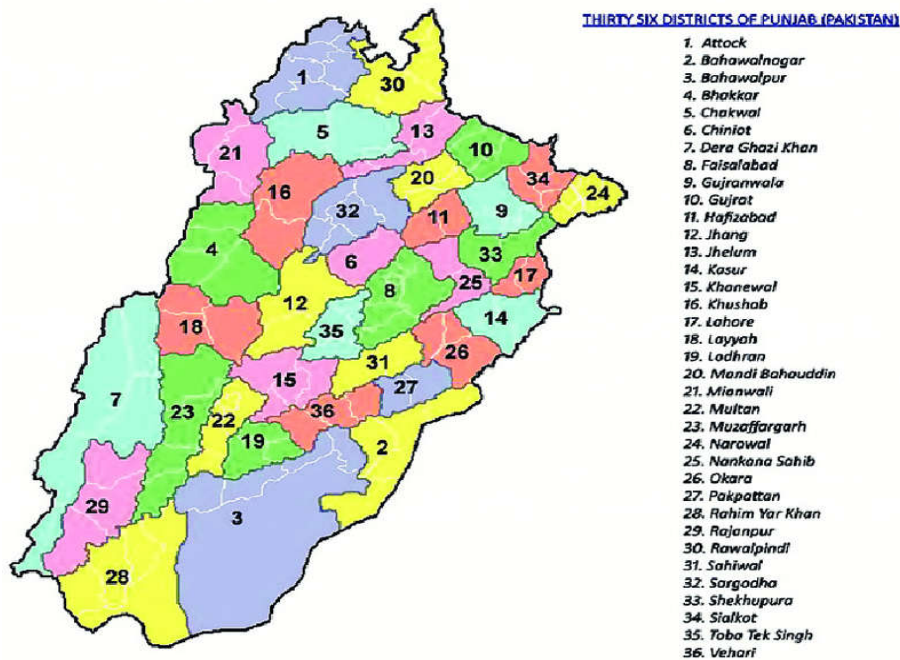 THIRTY SIX DISTRICTS OF PUNJAB (PAKISTAN)
1. Attock
2. Bahawalnagar
3. Bahawalpur
4. Bhakkar
5. Chakwal
6. Chiniot
7. Dera Ghazi Khan
8. Faisalabad
9. Gujranwala
10. Gujrat
11. Hafizabad
12. Jhang
13. Jhelum
14. Kasur
15. Khanewal
16. Khushab
17. Lahore
18. Layyah
19. Lodhran
20. Mandi Bahauddin
21. Mianwali
22. Multan
23. Muzaffargarh
24. Narowal
25. Nankana Sahib
26. Okara
27. Pakpattan
28. Rahim Yar Khan
29. Rajanpur
30. Rawalpindi
31. Sahiwal
32. Sargodha
33. Shekhupura
34. Sialkot
35. Toba Tek Singh
36. Vehari
1
30
5
13
21
10
16
20
34
24
32
11
9
4
6
33
17
25
8
12
14
18
35
26
31
15
27
7
23
36
22
19
2
29
3
28